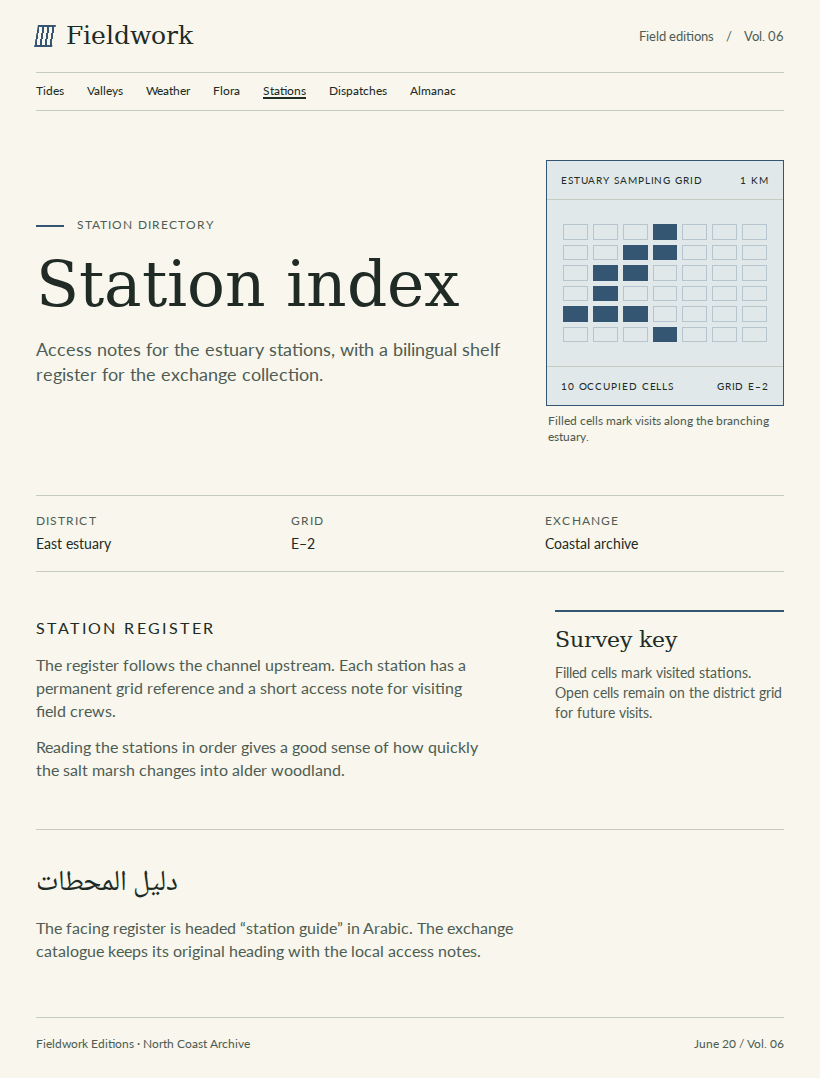 Fieldwork
Field editions / Vol. 06
Tides Valleys Weather Flora Stations Dispatches Almanac
STATION DIRECTORY
Station index
Access notes for the estuary stations, with a bilingual shelf
register for the exchange collection.
ESTUARY SAMPLING GRID 1 KM
10 OCCUPIED CELLS GRID E–2
Filled cells mark visits along the branching
estuary.
DISTRICT
East estuary
GRID
E–2
EXCHANGE
Coastal archive
STATION REGISTER
The register follows the channel upstream. Each station has a
permanent grid reference and a short access note for visiting
field crews.
Reading the stations in order gives a good sense of how quickly
the salt marsh changes into alder woodland.
Survey key
Filled cells mark visited stations.
Open cells remain on the district grid
for future visits.
دليل المحطات
The facing register is headed “station guide” in Arabic. The exchange
catalogue keeps its original heading with the local access notes.
Fieldwork Editions · North Coast Archive
June 20 / Vol. 06